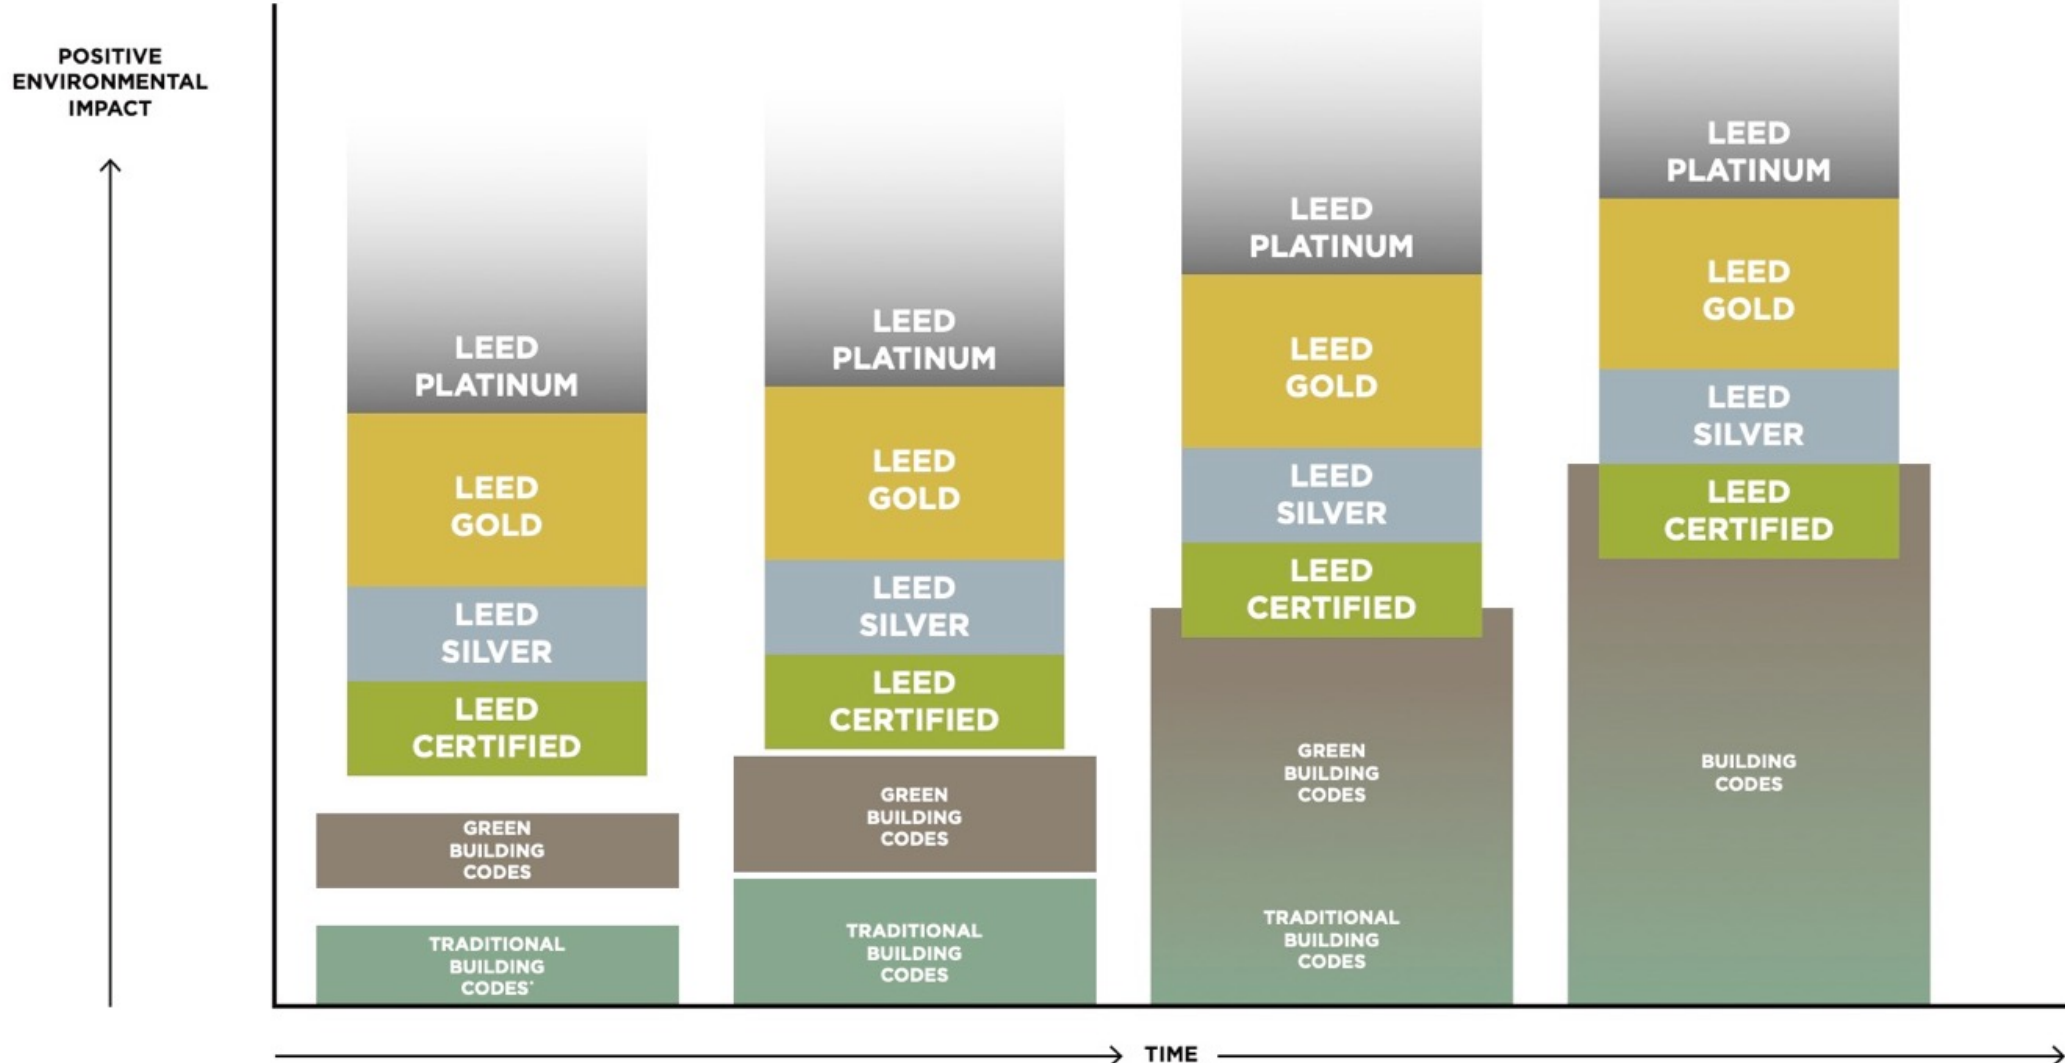 POSITIVE
ENVIRONMENTAL
IMPACT
LEED
PLATINUM
LEED
GOLD
LEED
SILVER
LEED
CERTIFIED
GREEN
BUILDING
CODES
TRADITIONAL
BUILDING
CODES*
LEED
PLATINUM
LEED
GOLD
LEED
SILVER
LEED
CERTIFIED
GREEN
BUILDING
CODES
TRADITIONAL
BUILDING
CODES
LEED
PLATINUM
LEED
GOLD
LEED
SILVER
LEED
CERTIFIED
GREEN
BUILDING
CODES
TRADITIONAL
BUILDING
CODES
LEED
PLATINUM
LEED
GOLD
LEED
SILVER
LEED
CERTIFIED
BUILDING
CODES
TIME